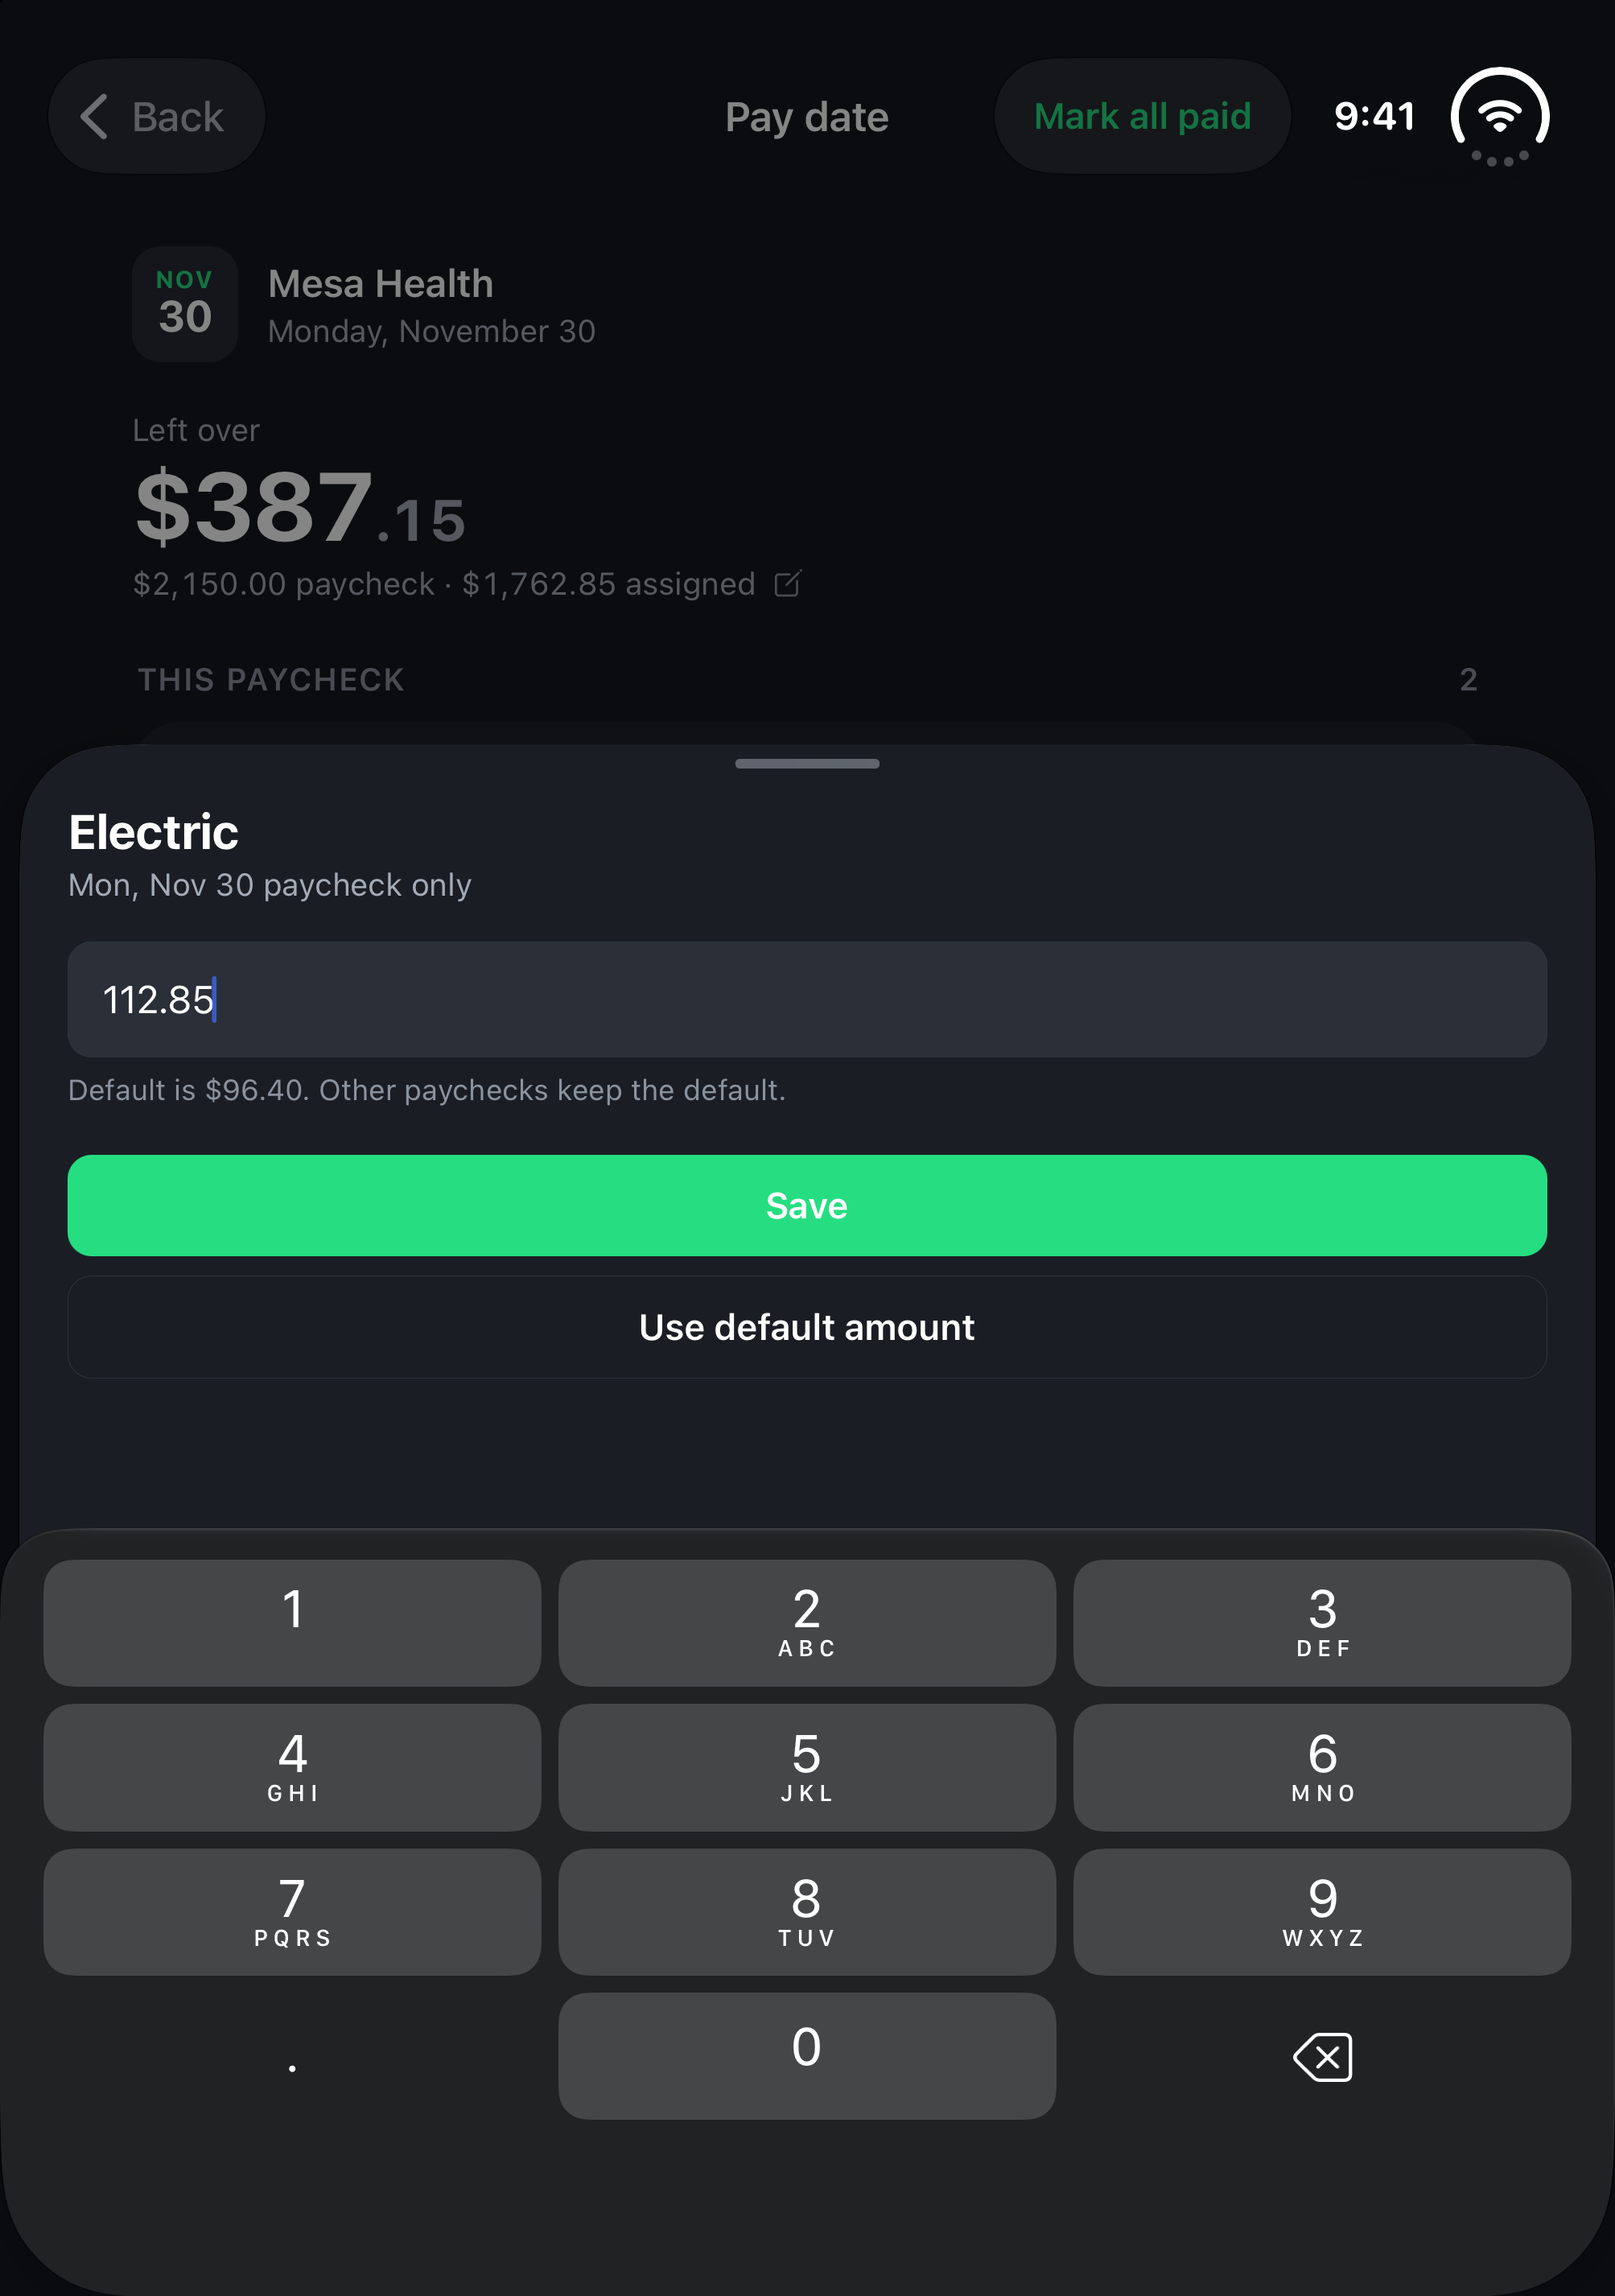 Back
Pay date
Mark all paid
9:41
NOV
30
Mesa Health
Monday, November 30
Left over
$387.15
$2,150.00 paycheck · $1,762.85 assigned
THIS PAYCHECK
2
Electric
Mon, Nov 30 paycheck only
112.85
Default is $96.40. Other paychecks keep the default.
Save
Use default amount
1
2
ABC
3
DEF
4
GHI
5
JKL
6
MNO
7
PQRS
8
TUV
9
WXYZ
.
0